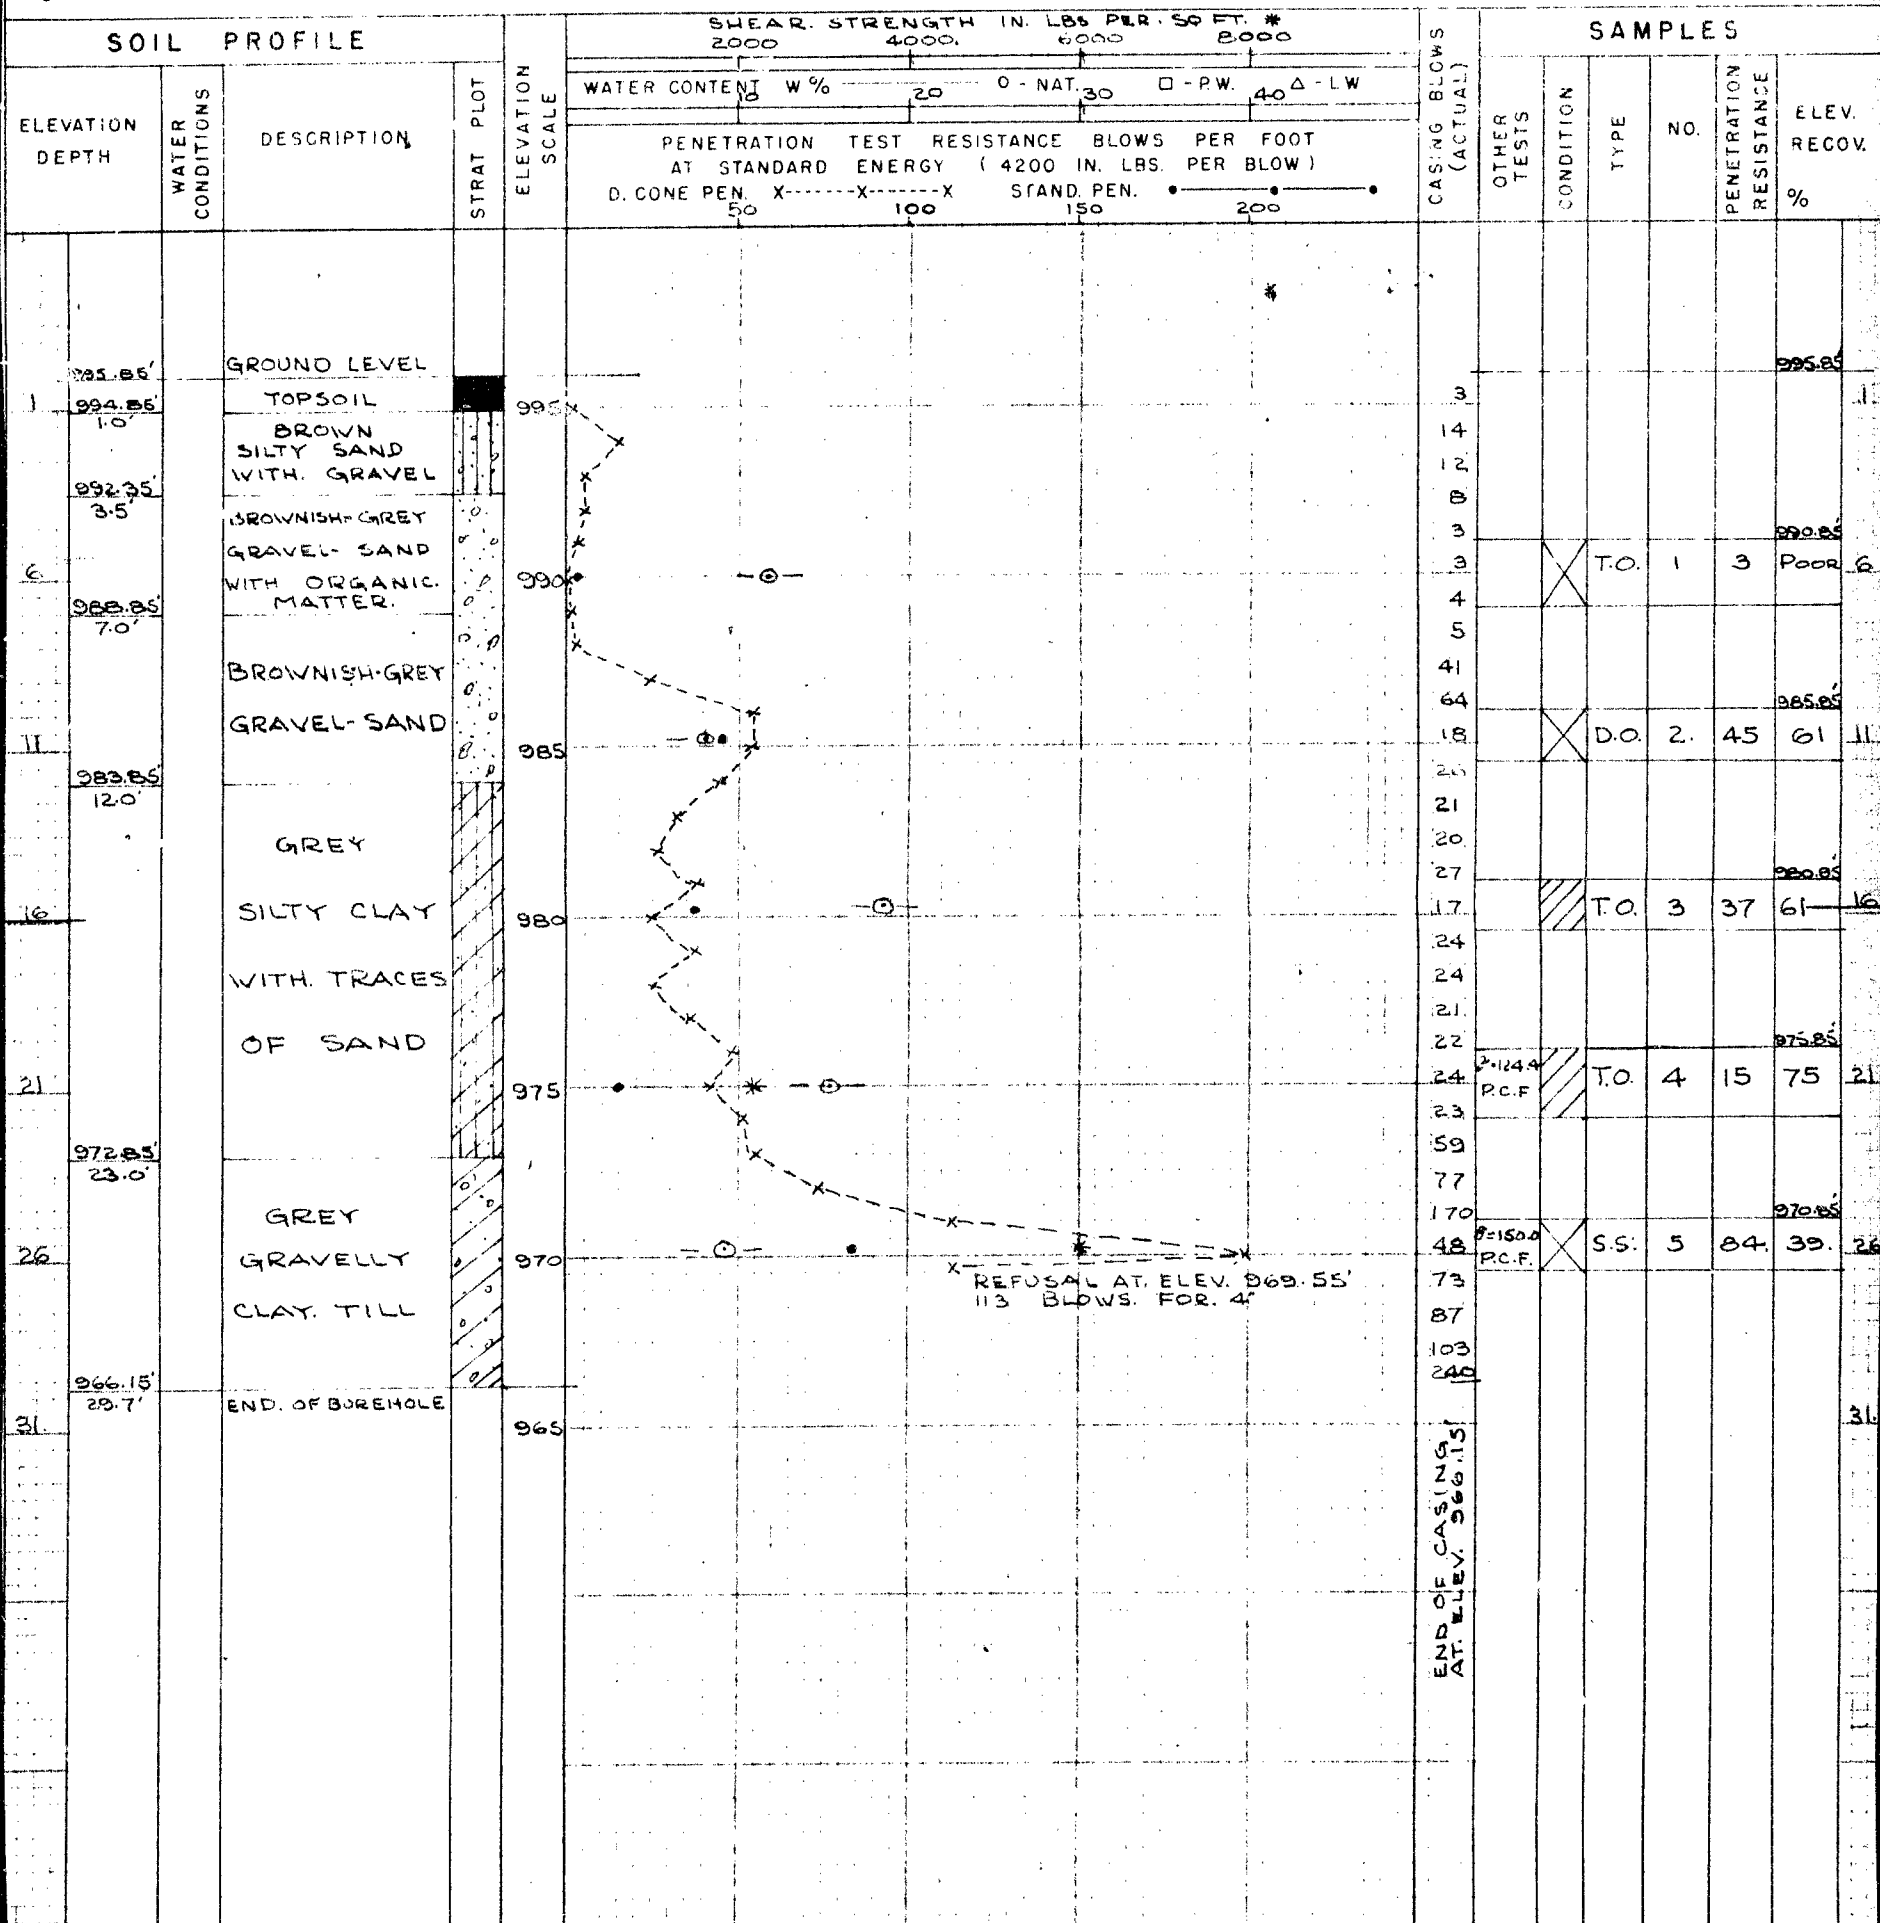 SOIL PROFILE
ELEVATION DEPTH
WATER CONDITIONS
DESCRIPTION
STRAT PLOT
ELEVATION SCALE
SHEAR. STRENGTH IN. LBS PER. SQ FT. *
2000 4000. 6000 8000
WATER CONTENT W % O - NAT. □ - P.W. △ - L W
10 20 30 40
PENETRATION TEST RESISTANCE BLOWS PER FOOT
AT STANDARD ENERGY ( 4200 IN. LBS. PER BLOW )
D. CONE PEN. X-------X-------X STAND. PEN.
50 100 150 200
CASING BLOWS (ACTUAL)
SAMPLES
OTHER TESTS
CONDITION
TYPE
NO.
PENETRATION RESISTANCE
ELEV. RECOV. %
995.85' GROUND LEVEL 995.85'
1 994.85' TOPSOIL 995 3 1
1.0'
BROWN 14
SILTY SAND
WITH. GRAVEL 12
992.35' 8
3.5' BROWNISH-GREY 3 990.85'
GRAVEL- SAND
6 WITH ORGANIC. 990 3 T.O. 1 3 POOR 6
MATTER. 4
988.85'
7.0' 5
BROWNISH-GREY 41
64 985.85'
GRAVEL-SAND
11 985 18 D.O. 2. 45 61 11
983.85' 26
12.0' 21
GREY 20
27 980.85'
16 SILTY CLAY 980 17 T.O. 3 37 61 16
24
WITH. TRACES 24
21.
OF SAND 22 975.85'
21 975 24 124.4 P.C.F T.O. 4 15 75 21
23
972.85' 59
23.0' 77
GREY 170 970.85'
26 GRAVELLY 970 48 150.0 P.C.F. S.S. 5 84. 39. 26
REFUSAL AT. ELEV. 969.55' 73
113 BLOWS. FOR. 4"
CLAY. TILL 87
103
240
966.15'
29.7' END. OF BOREHOLE
31. 965 31.
END OF CASING
AT. ELEV. 966.15'